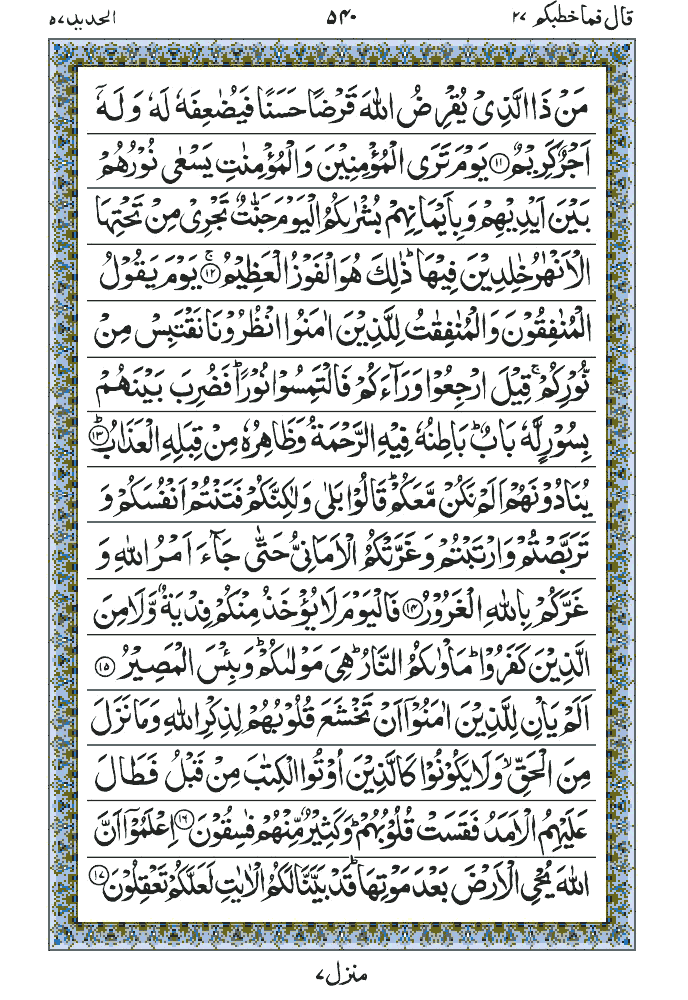 قال فما خطبكم ٢٧
٥٤٠
الحديد ٥٧
مَنْ ذَا الَّذِیْ یُقْرِضُ اللّٰهَ قَرْضًا حَسَنًا فَیُضٰعِفَهٗ لَهٗ وَ لَهٗۤ
اَجْرٌ كَرِیْمٌ ﴿۱۱﴾ یَوْمَ تَرَی الْمُؤْمِنِیْنَ وَ الْمُؤْمِنٰتِ یَسْعٰی نُوْرُهُمْ
بَیْنَ اَیْدِیْهِمْ وَ بِاَیْمَانِهِمْ بُشْرٰىكُمُ الْیَوْمَ جَنّٰتٌ تَجْرِیْ مِنْ تَحْتِهَا
الْاَنْهٰرُ خٰلِدِیْنَ فِیْهَا ؕ ذٰلِكَ هُوَ الْفَوْزُ الْعَظِیْمُ ﴿ۚ۱۲﴾ یَوْمَ یَقُوْلُ
الْمُنٰفِقُوْنَ وَ الْمُنٰفِقٰتُ لِلَّذِیْنَ اٰمَنُوا انْظُرُوْنَا نَقْتَبِسْ مِنْ
نُّوْرِكُمْ ۚ قِیْلَ ارْجِعُوْا وَرَآءَكُمْ فَالْتَمِسُوْا نُوْرًا ؕ فَضُرِبَ بَیْنَهُمْ
بِسُوْرٍ لَّهٗ بَابٌ ؕ بَاطِنُهٗ فِیْهِ الرَّحْمَةُ وَ ظَاهِرُهٗ مِنْ قِبَلِهِ الْعَذَابُ ﴿ؕ۱۳﴾
یُنَادُوْنَهُمْ اَلَمْ نَكُنْ مَّعَكُمْ ؕ قَالُوْا بَلٰی وَ لٰكِنَّكُمْ فَتَنْتُمْ اَنْفُسَكُمْ وَ
تَرَبَّصْتُمْ وَ ارْتَبْتُمْ وَ غَرَّتْكُمُ الْاَمَانِیُّ حَتّٰی جَآءَ اَمْرُ اللّٰهِ وَ
غَرَّكُمْ بِاللّٰهِ الْغَرُوْرُ ﴿۱۴﴾ فَالْیَوْمَ لَا یُؤْخَذُ مِنْكُمْ فِدْیَةٌ وَّ لَا مِنَ
الَّذِیْنَ كَفَرُوْا ؕ مَاْوٰىكُمُ النَّارُ ؕ هِیَ مَوْلٰىكُمْ ؕ وَ بِئْسَ الْمَصِیْرُ ﴿۱۵﴾
اَلَمْ یَاْنِ لِلَّذِیْنَ اٰمَنُوْۤا اَنْ تَخْشَعَ قُلُوْبُهُمْ لِذِكْرِ اللّٰهِ وَ مَا نَزَلَ
مِنَ الْحَقِّ ۙ وَ لَا یَكُوْنُوْا كَالَّذِیْنَ اُوْتُوا الْكِتٰبَ مِنْ قَبْلُ فَطَالَ
عَلَیْهِمُ الْاَمَدُ فَقَسَتْ قُلُوْبُهُمْ ؕ وَ كَثِیْرٌ مِّنْهُمْ فٰسِقُوْنَ ﴿۱۶﴾ اِعْلَمُوْۤا اَنَّ
اللّٰهَ یُحْیِ الْاَرْضَ بَعْدَ مَوْتِهَا ؕ قَدْ بَیَّنَّا لَكُمُ الْاٰیٰتِ لَعَلَّكُمْ تَعْقِلُوْنَ ﴿۱۷﴾
منزل ٧